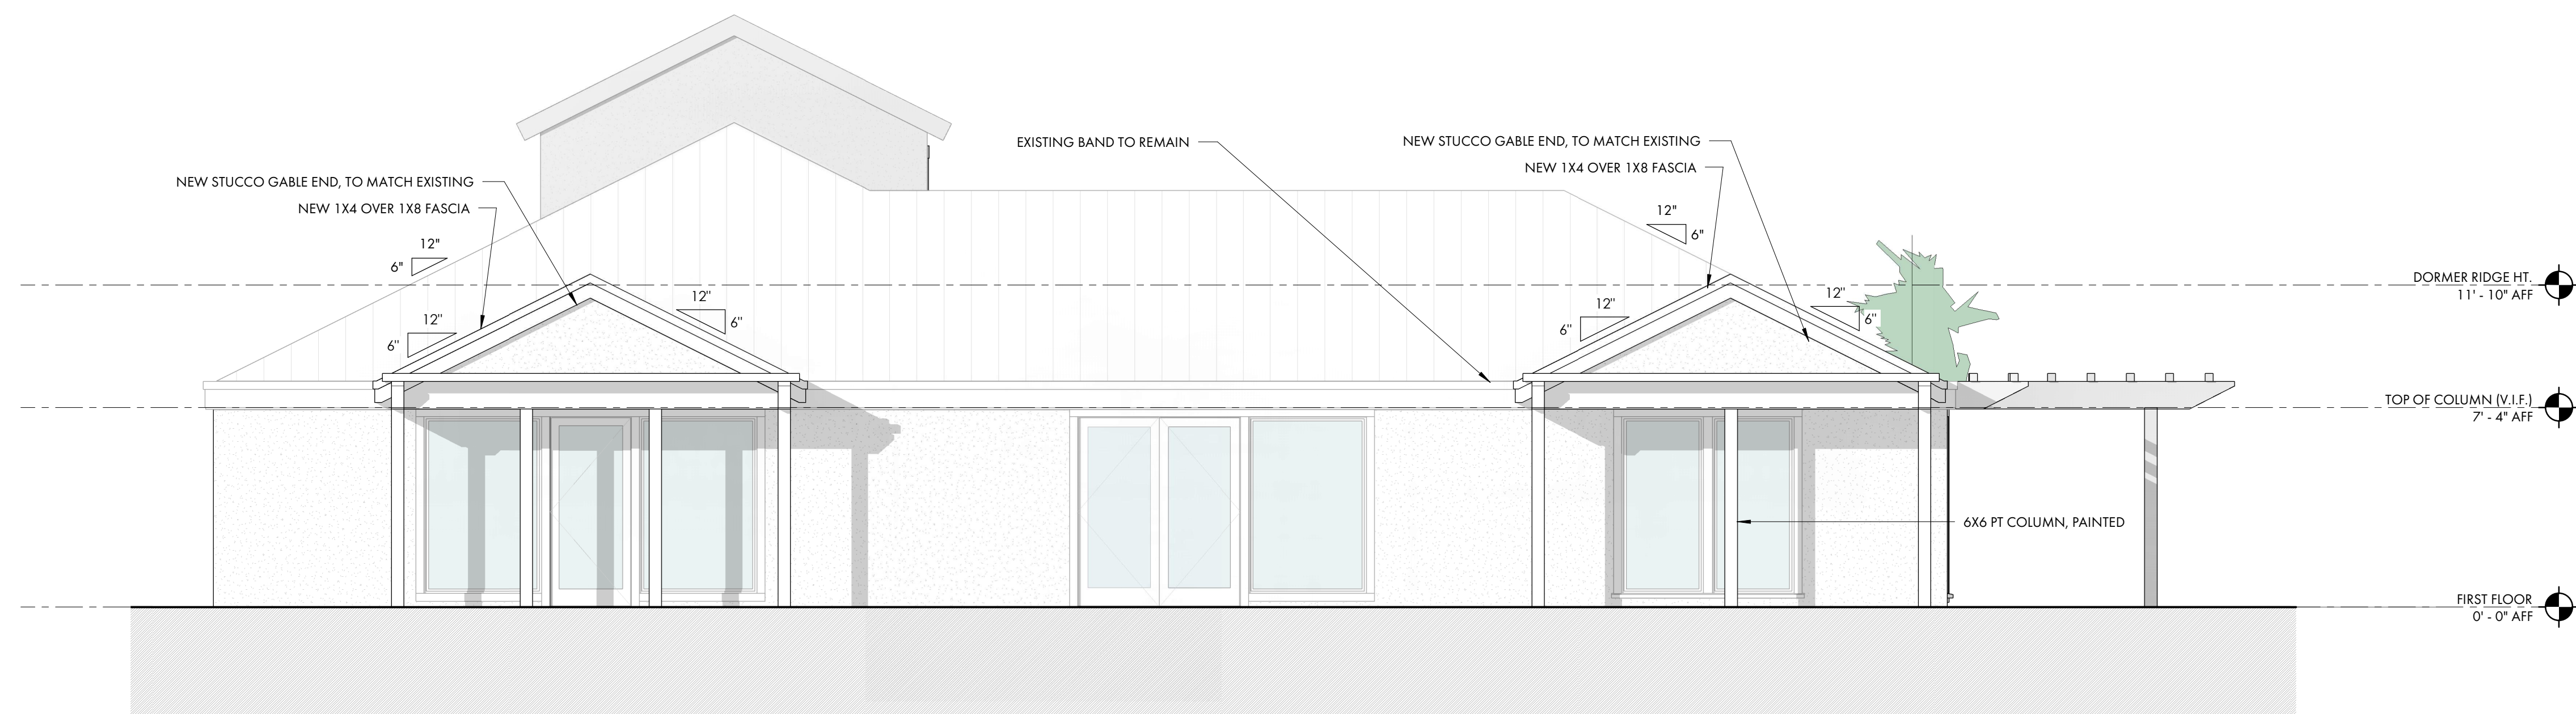 EXISTING BAND TO REMAIN
NEW STUCCO GABLE END, TO MATCH EXISTING
NEW 1X4 OVER 1X8 FASCIA
NEW STUCCO GABLE END, TO MATCH EXISTING
NEW 1X4 OVER 1X8 FASCIA
12"
6"
12"
6"
12"
6"
12"
6"
12"
6"
12"
6"
DORMER RIDGE HT.
11' - 10" AFF
TOP OF COLUMN (V.I.F.)
7' - 4" AFF
6X6 PT COLUMN, PAINTED
FIRST FLOOR
0' - 0" AFF